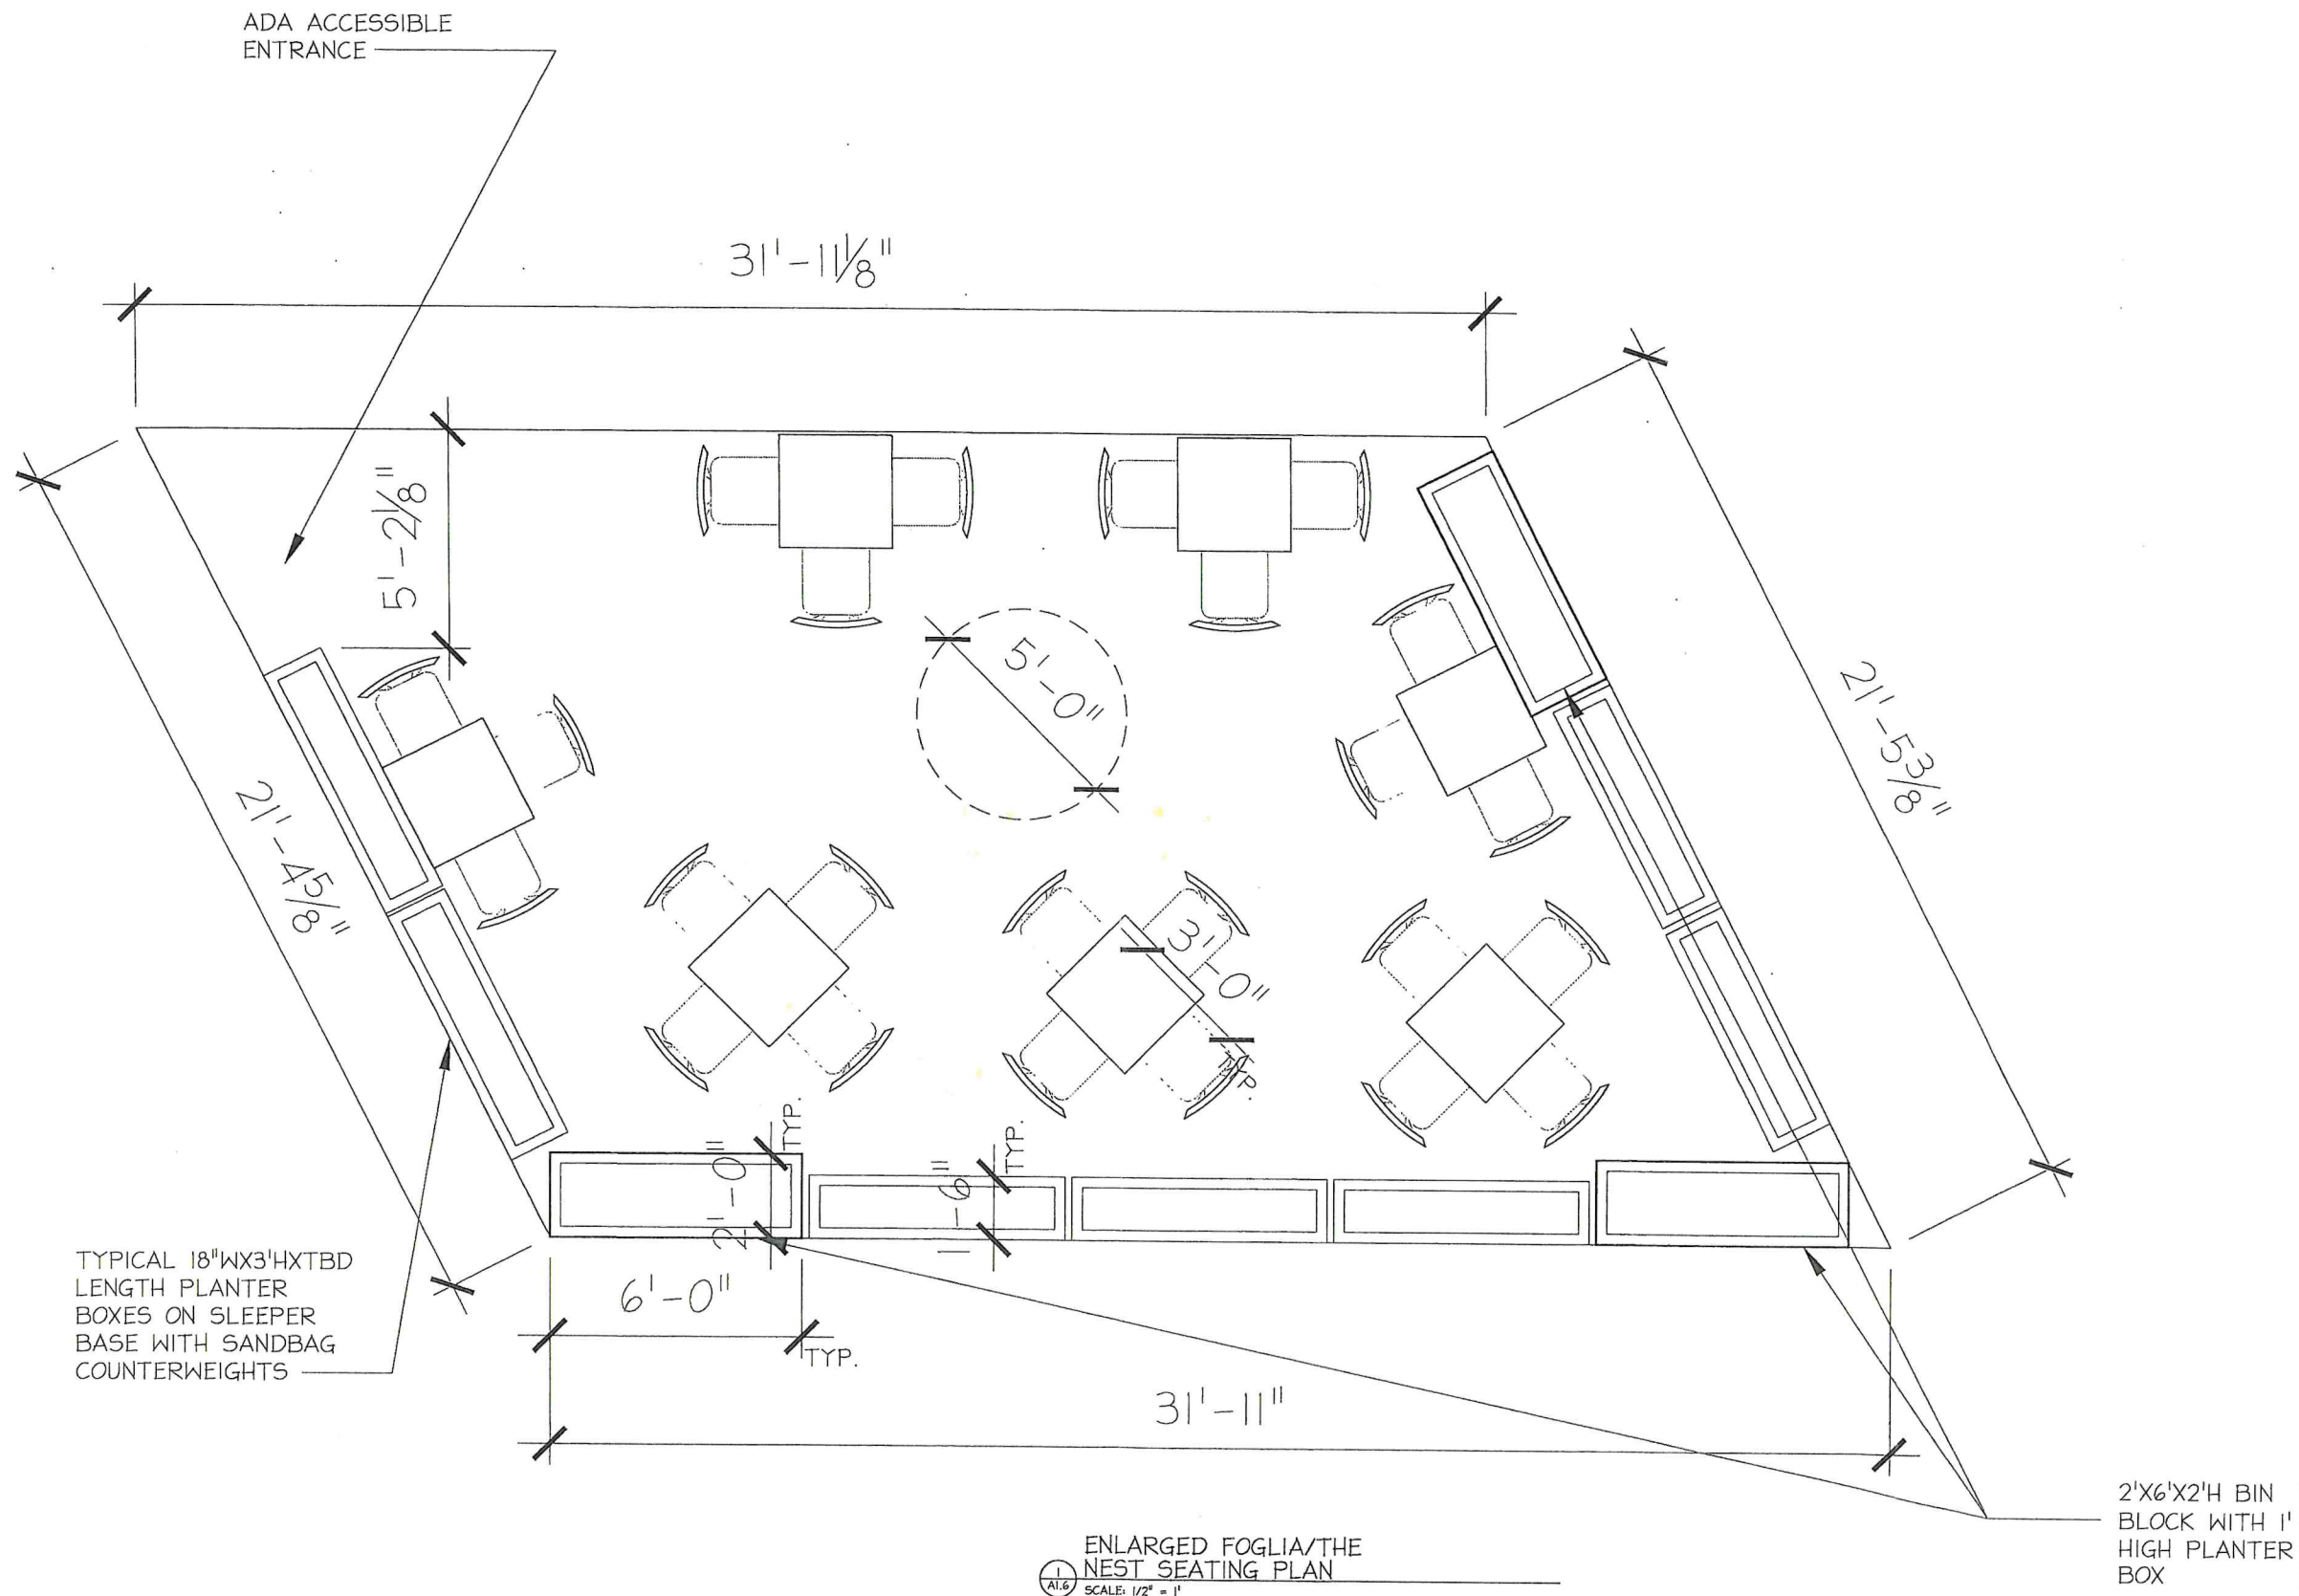 ADA ACCESSIBLE
ENTRANCE
31'-11 1/8"
5'-2 1/8"
5'-0"
21'-5 3/8"
21'-4 5/8"
3'-0"
TYP.
2'-0"
TYP.
1'-6"
TYP.
6'-0"
TYP.
31'-11"
TYPICAL 18"WX3'HXTBD
LENGTH PLANTER
BOXES ON SLEEPER
BASE WITH SANDBAG
COUNTERWEIGHTS
2'X6'X2'H BIN
BLOCK WITH 1'
HIGH PLANTER
BOX
1
A1.6
ENLARGED FOGLIA/THE
NEST SEATING PLAN
SCALE: 1/2" = 1'